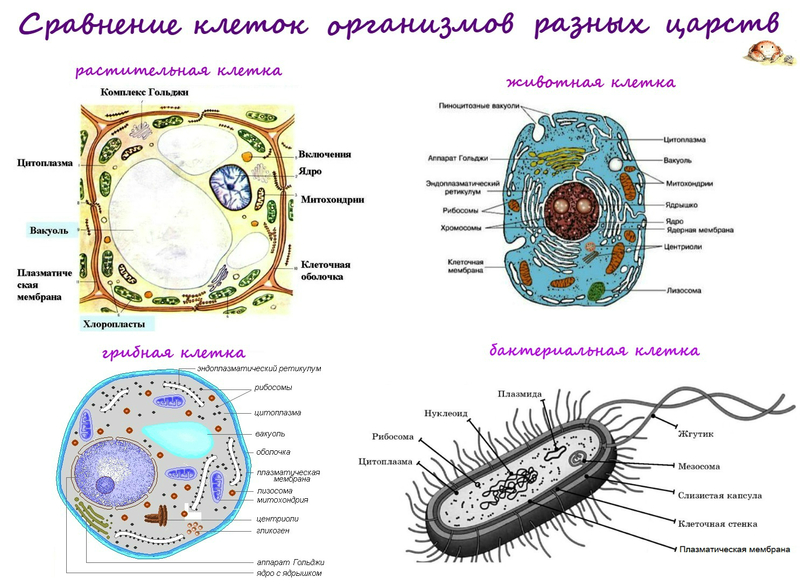 Сравнение клеток организмов разных царств
растительная клетка
Комплекс Гольджи
Цитоплазма
Вакуоль
Плазматиче
ская
мембрана
Хлоропласты
Включения
Ядро
Митохондрии
Клеточная
оболочка
животная клетка
Пиноцитозные вакуоли
Аппарат Гольджи
Эндоплазматический
ретикулум
Рибосомы
Хромосомы
Клеточная
мембрана
Цитоплазма
Вакуоль
Митохондрии
Ядрышко
Ядро
Ядерная мембрана
Центриоли
Лизосома
грибная клетка
эндоплазматический ретикулум
рибосомы
цитоплазма
вакуоль
оболочка
плазматическая
мембрана
лизосома
митохондрия
центриоли
гликоген
аппарат Гольджи
ядро с ядрышком
бактериальная клетка
Плазмида
Нуклеоид
Рибосома
Цитоплазма
Жгутик
Мезосома
Слизистая капсула
Клеточная стенка
Плазматическая мембрана